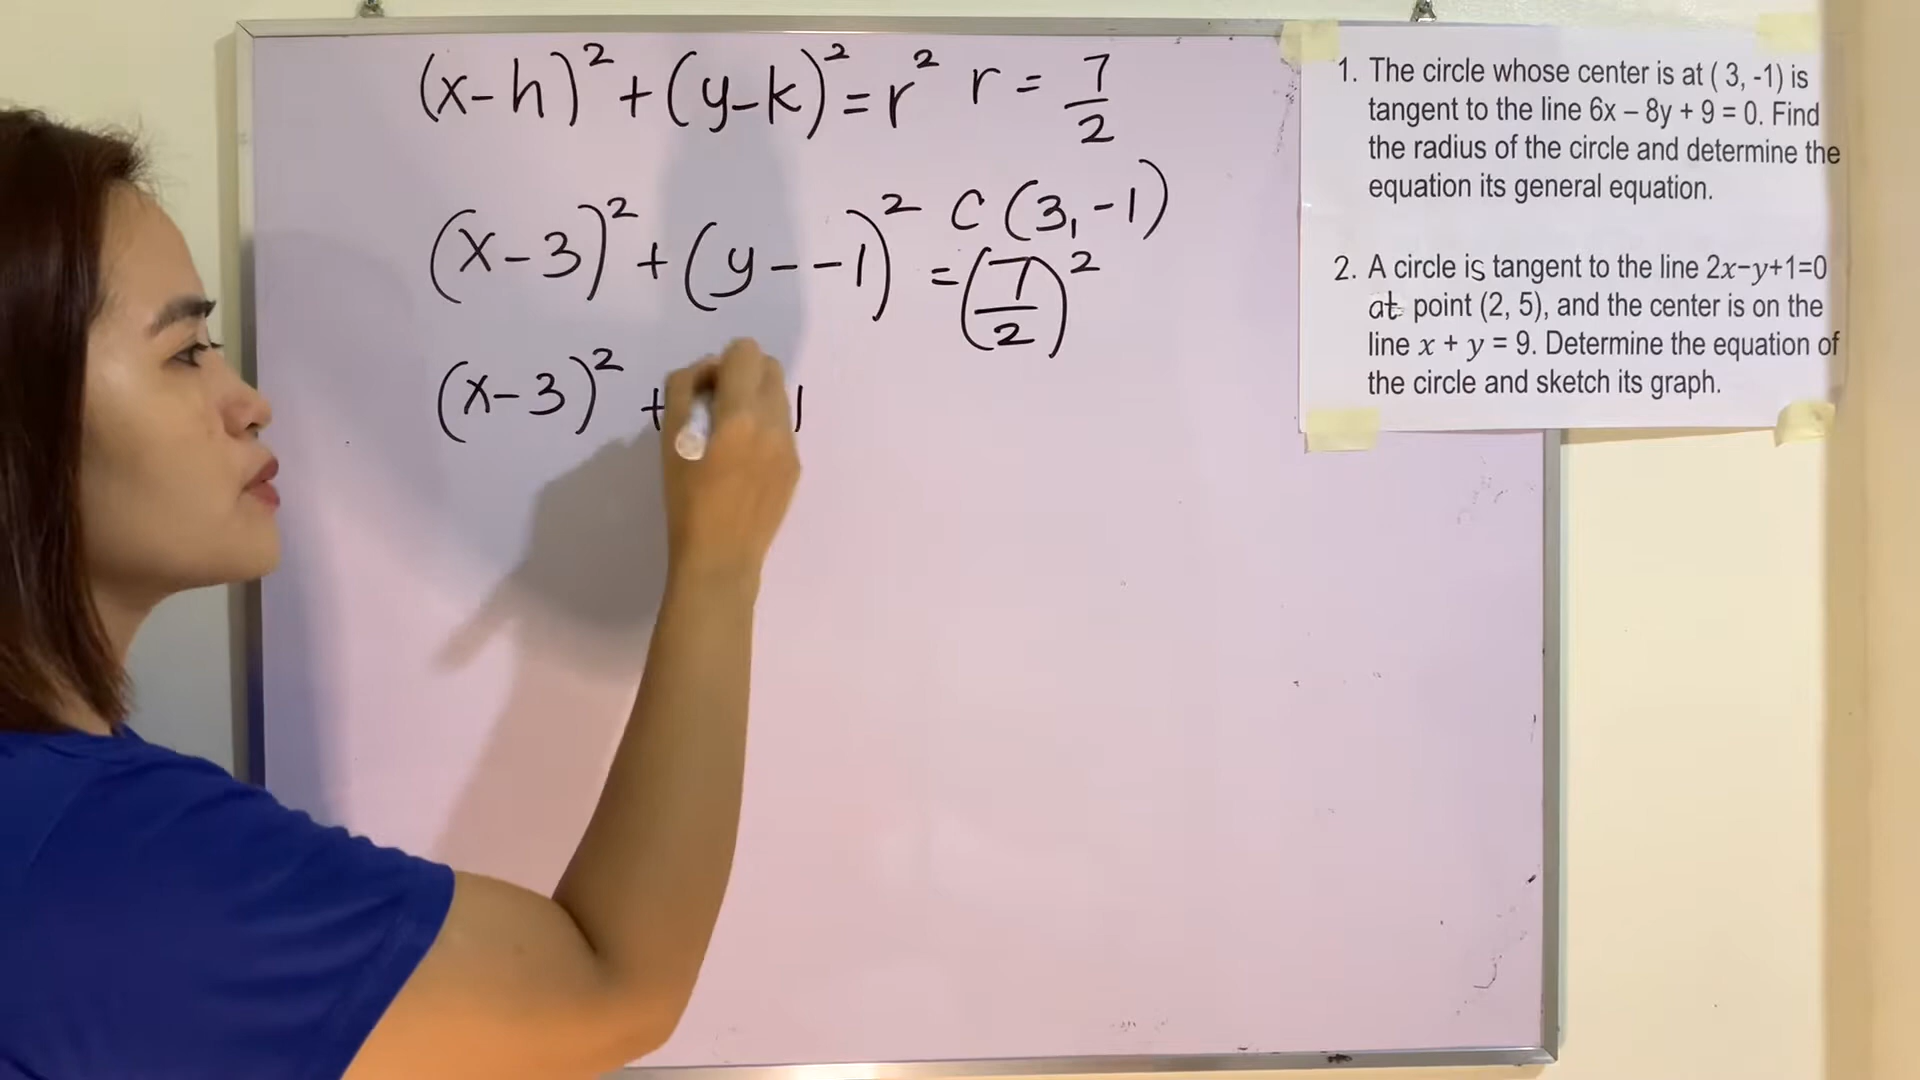 (x-h)² + (y-k)² = r² r = 7/2
(x-3)² + (y--1)² = (7/2)² C (3, -1)
(x-3)² + 1
1. The circle whose center is at ( 3, -1) is
tangent to the line 6x – 8y + 9 = 0. Find
the radius of the circle and determine the
equation its general equation.
2. A circle is tangent to the line 2x−y+1=0
at point (2, 5), and the center is on the
line x + y = 9. Determine the equation of
the circle and sketch its graph.